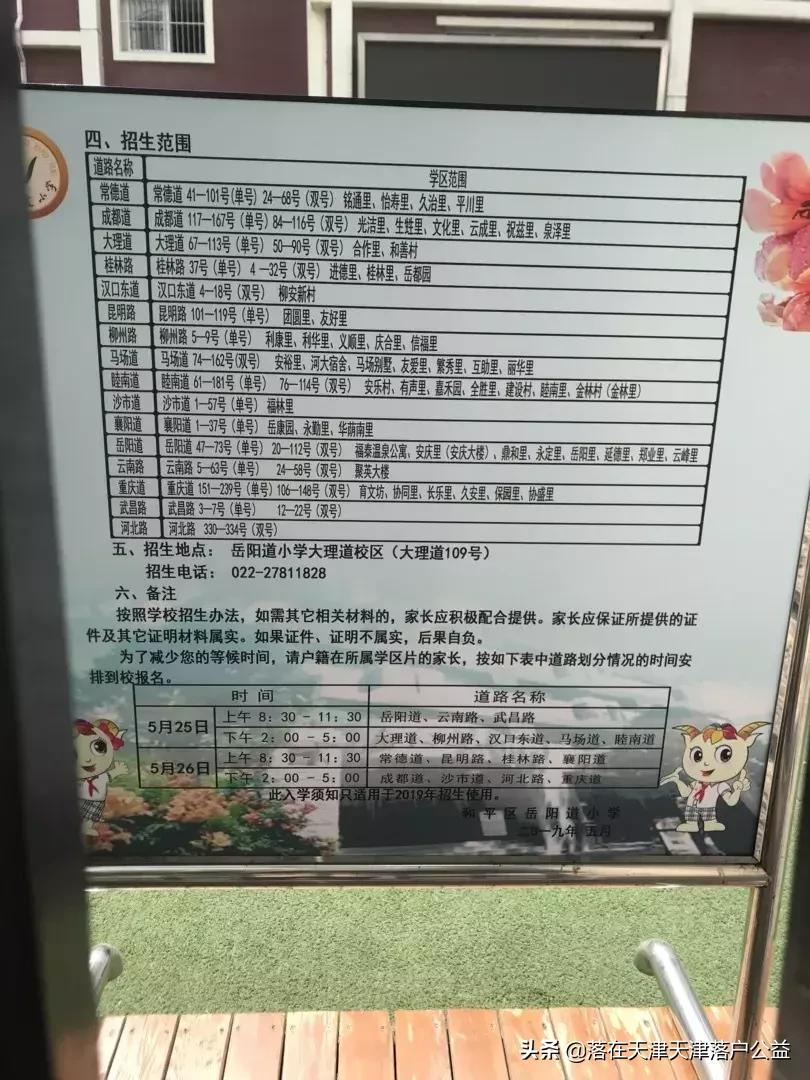 四、招生范围
道路名称 学区范围
常德道 常德道 41—101号(单号) 24—68号(双号) 铭通里、怡寿里、久治里、平川里
成都道 成都道 117—167号(单号) 84—116号(双号) 光洁里、生甡里、文化里、云成里、祝兹里、泉泽里
大理道 大理道 67—113号(单号) 50—90号(双号) 合作里、和善村
桂林路 桂林路 37号(单号) 4 —32号(双号) 进德里、桂林里、岳都园
汉口东道 汉口东道 4—18号(双号) 柳安新村
昆明路 昆明路 101—119号(单号) 团圆里、友好里
柳州路 柳州路 5—9号(单号) 利康里、利华里、义顺里、庆合里、信福里
马场道 马场道 74—162号(双号) 安裕里、河大宿舍、马场别墅、友爱里、繁秀里、互助里、丽华里
睦南道 睦南道 61—181号(单号) 76—114号(双号) 安乐村、有声里、嘉禾园、全胜里、建设村、睦南里、金林村(金林里)
沙市道 沙市道 1—57号(单号) 福林里
襄阳道 襄阳道 1—37号(单号) 岳康园、永勤里、华荫南里
岳阳道 岳阳道 47—73号(单号) 20—112号(双号) 福泰温泉公寓、安庆里(安庆大楼)、鼎和里、永定里、岳阳里、延德里、郑业里、云峰里
云南路 云南路 5—63号(单号) 24—58号(双号) 聚英大楼
重庆道 重庆道 151—239号(单号) 106—148号(双号) 育文坊、协同里、长乐里、久安里、保园里、协盛里
武昌路 武昌路 3—7号(单号) 12—22号(双号)
河北路 河北路 330—334号(双号)
五、招生地点： 岳阳道小学大理道校区（大理道109号）
招生电话： 022-27811828
六、备注
按照学校招生办法，如需其它相关材料的，家长应积极配合提供。家长应保证所提供的证
件及其它证明材料属实。如果证件、证明不属实，后果自负。
为了减少您的等候时间，请户籍在所属学区片的家长，按如下表中道路划分情况的时间安
排到校报名。
时 间 道路名称
5月25日 上午 8：30 - 11：30 岳阳道、云南路、武昌路
下午 2：00 - 5：00 大理道、柳州路、汉口东道、马场道、睦南道
5月26日 上午 8：30 - 11：30 常德道、昆明路、桂林路、襄阳道
下午 2：00 - 5：00 成都道、沙市道、河北路、重庆道
此入学须知只适用于2019年招生使用。
和平区岳阳道小学
二〇一九年 五月
头条 @落在天津天津落户公益